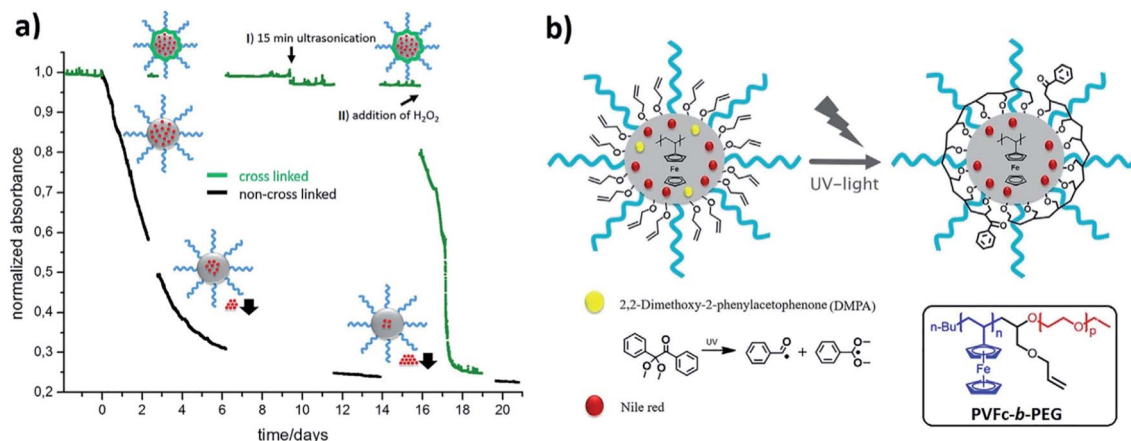 a)
I) 15 min ultrasonication
II) addition of H₂O₂
cross linked
non-cross linked
normalized absorbance
1,0
0,9
0,8
0,7
0,6
0,5
0,4
0,3
0,2
0 2 4 6 8 10 12 14 16 18 20
time/days
b)
Fe
UV-light
Fe
2,2-Dimethoxy-2-phenylacetophenone (DMPA)
UV
+
Nile red
n-Bu
n
O
O
p
O
Fe
PVFc-b-PEG